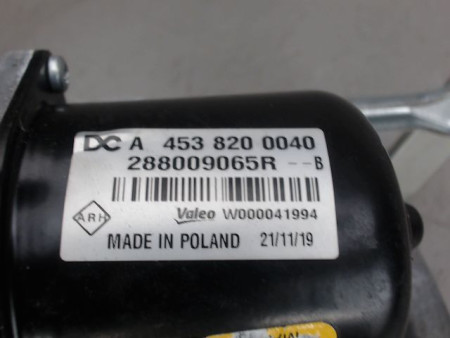 DC A 453 820 0040
288009065R --B
ARH Valeo W000041994
MADE IN POLAND 21/11/19